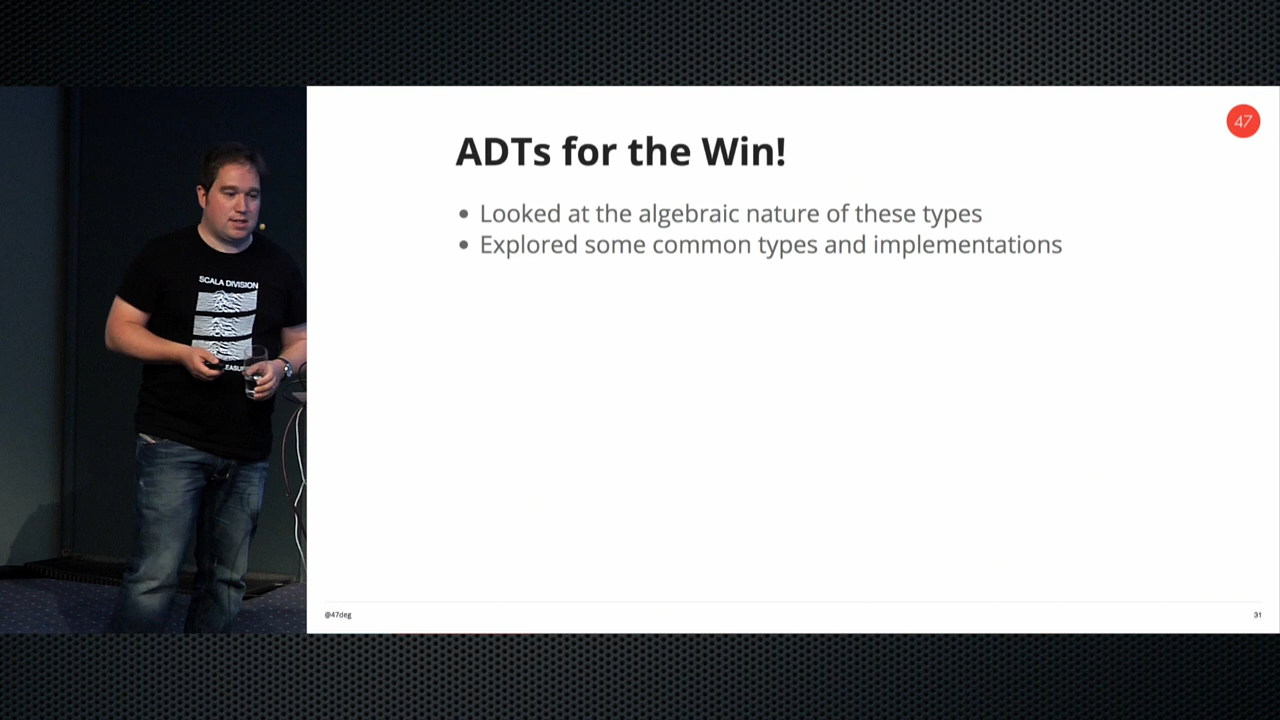 47
ADTs for the Win!
• Looked at the algebraic nature of these types
• Explored some common types and implementations
SCALA DIVISION
@47deg
31